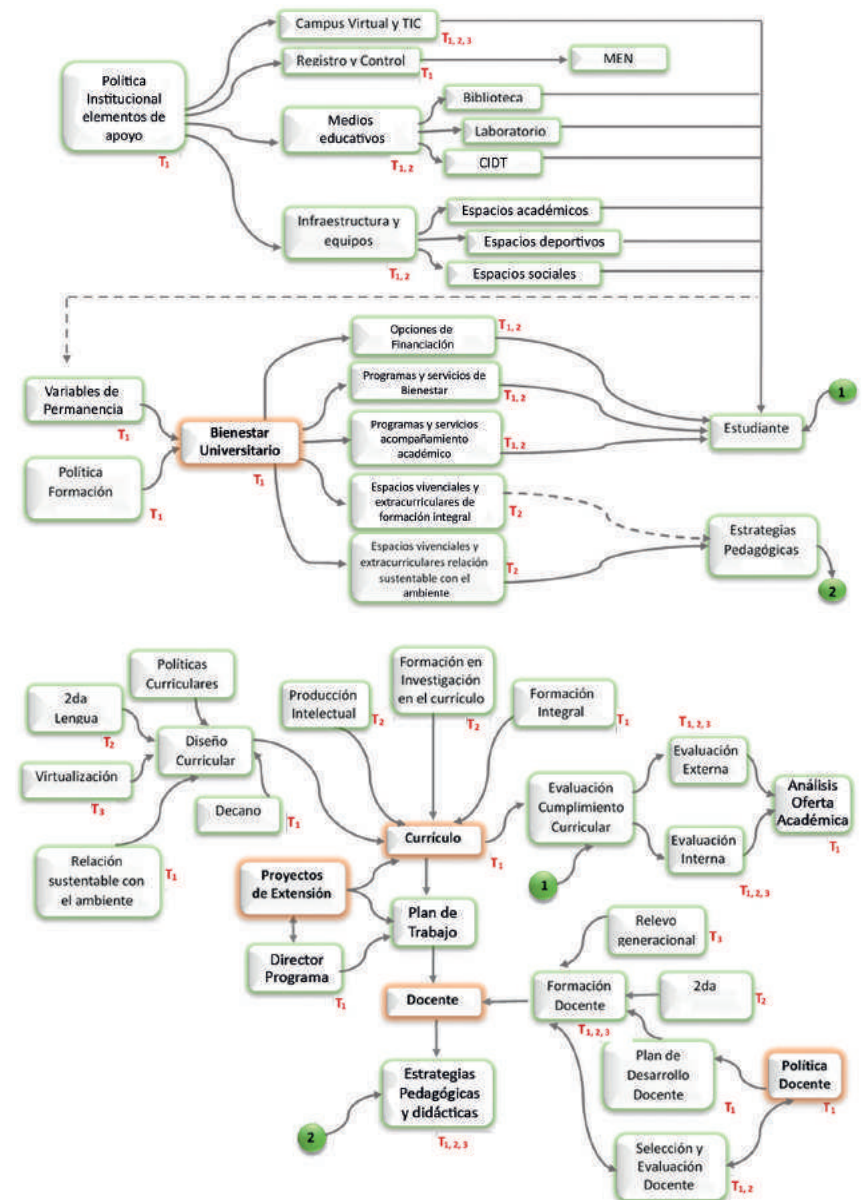 Campus Virtual y TIC
T1, 2, 3
Registro y Control
T1
MEN
Política
Institucional
elementos de
apoyo
T1
Medios
educativos
T1, 2
Biblioteca
Laboratorio
CIDT
Infraestructura y
equipos
T1, 2
Espacios académicos
Espacios deportivos
Espacios sociales
Opciones de
Financiación
T1, 2
Variables de
Permanencia
T1
Programas y servicios de
Bienestar
T1, 2
Bienestar
Universitario
T1
Programas y servicios
acompañamiento
académico
T1, 2
Estudiante
1
Política
Formación
T1
Espacios vivenciales y
extracurriculares de
formación integral
T2
Espacios vivenciales y
extracurriculares relación
sustentable con el
ambiente
T2
Estrategias
Pedagógicas
2
Políticas
Curriculares
2da
Lengua
T2
Diseño
Curricular
Virtualización
T3
Decano
T1
Relación
sustentable con
el ambiente
T1
Producción
Intelectual
T2
Formación en
Investigación
en el currículo
T2
Formación
Integral
T1
Currículo
T1
Evaluación
Cumplimiento
Curricular
1
T1, 2, 3
Evaluación
Externa
Evaluación
Interna
T1, 2, 3
Análisis
Oferta
Académica
T1
Proyectos
de Extensión
Plan de
Trabajo
Director
Programa
T1
Docente
Relevo
generacional
T3
Formación
Docente
T1, 2, 3
2da
T2
Plan de
Desarrollo
Docente
T1
Política
Docente
T1
Estrategias
Pedagógicas
y didácticas
T1, 2, 3
2
Selección y
Evaluación
Docente
T1, 2